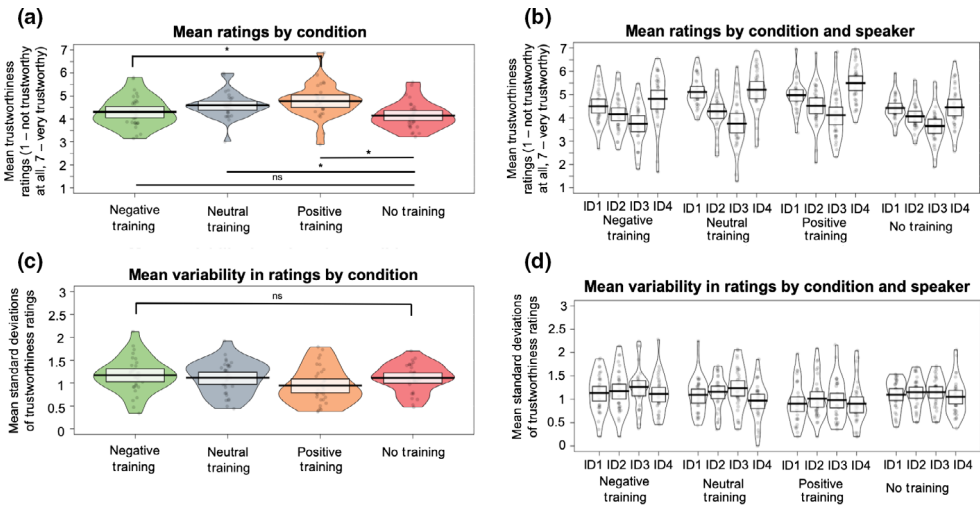 (a)
Mean ratings by condition
Mean trustworthiness
ratings (1 – not trustworthy
at all, 7 – very trustworthy)
7
6
5
4
3
2
1
*
*
*
ns
Negative
training
Neutral
training
Positive
training
No training
(b)
Mean ratings by condition and speaker
Mean trustworthiness
ratings (1 – not trustworthy
at all, 7 – very trustworthy)
7
6
5
4
3
2
1
ID1 ID2 ID3 ID4
Negative
training
ID1 ID2 ID3 ID4
Neutral
training
ID1 ID2 ID3 ID4
Positive
training
ID1 ID2 ID3 ID4
No training
(c)
Mean variability in ratings by condition
Mean standard deviations
of trustworthiness ratings
3
2.5
2
1.5
1
0.5
0
ns
Negative
training
Neutral
training
Positive
training
No training
(d)
Mean variability in ratings by condition and speaker
Mean standard deviations
of trustworthiness ratings
3
2.5
2
1.5
1
0.5
0
ID1 ID2 ID3 ID4
Negative
training
ID1 ID2 ID3 ID4
Neutral
training
ID1 ID2 ID3 ID4
Positive
training
ID1 ID2 ID3 ID4
No training